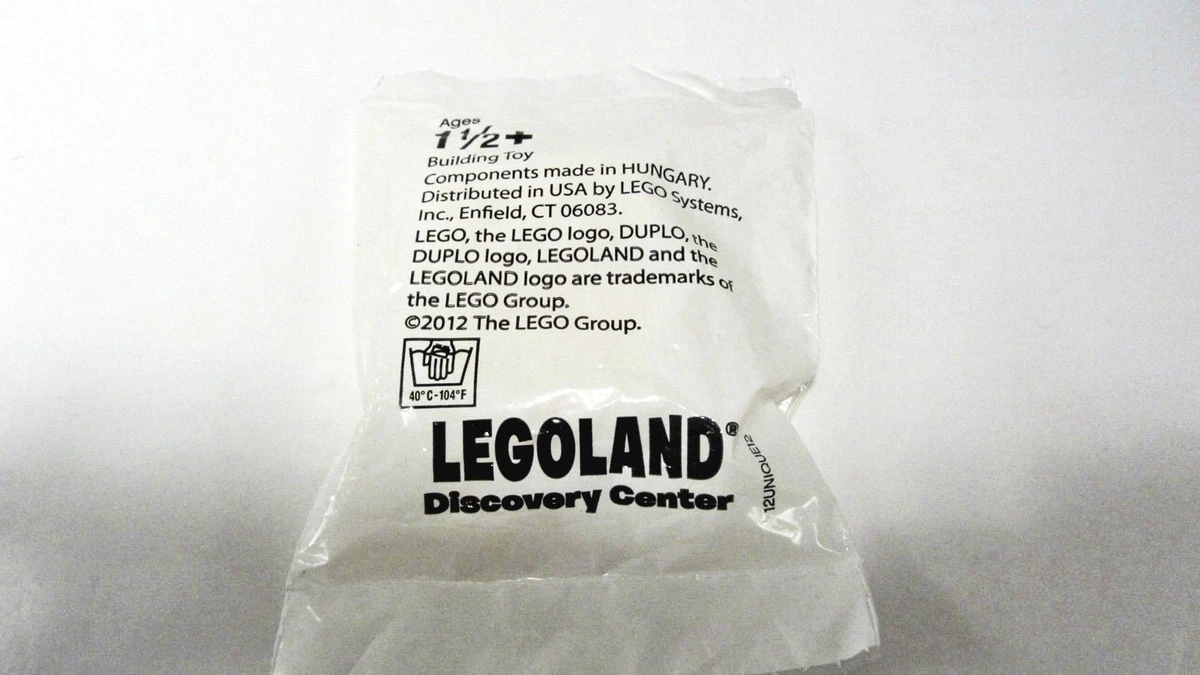 Ages
1 1/2+
Building Toy
Components made in HUNGARY.
Distributed in USA by LEGO Systems,
Inc., Enfield, CT 06083.
LEGO, the LEGO logo, DUPLO, the
DUPLO logo, LEGOLAND and the
LEGOLAND logo are trademarks of
the LEGO Group.
©2012 The LEGO Group.
40°C-104°F
LEGOLAND®
Discovery Center
12UNIQUE12